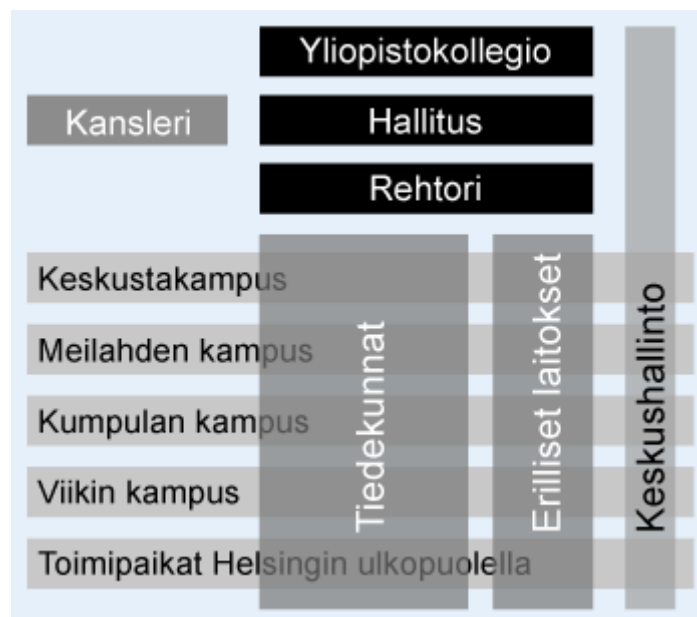 Yliopistokollegio
Kansleri
Hallitus
Rehtori
Keskustakampus
Meilahden kampus
Kumpulan kampus
Viikin kampus
Toimipaikat Helsingin ulkopuolella
Tiedekunnat
Erilliset laitokset
Keskushallinto